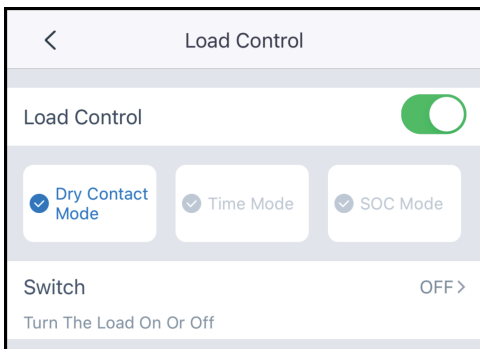 Load Control
Load Control
Dry Contact
Mode
Time Mode
SOC Mode
Switch
OFF
Turn The Load On Or Off